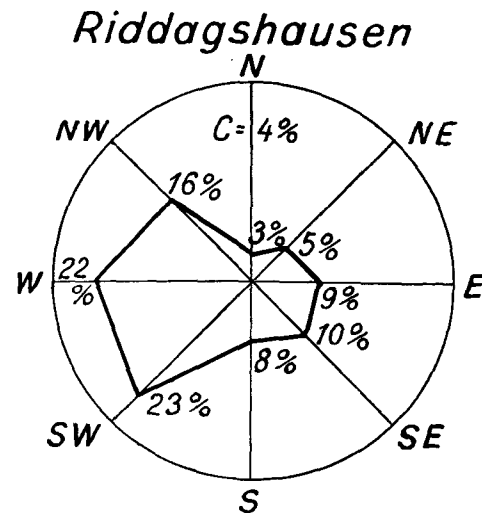 Riddagshausen
N
NW
C=4%
NE
16%
3%
5%
W
22
%
9%
E
10%
8%
23%
SW
SE
S